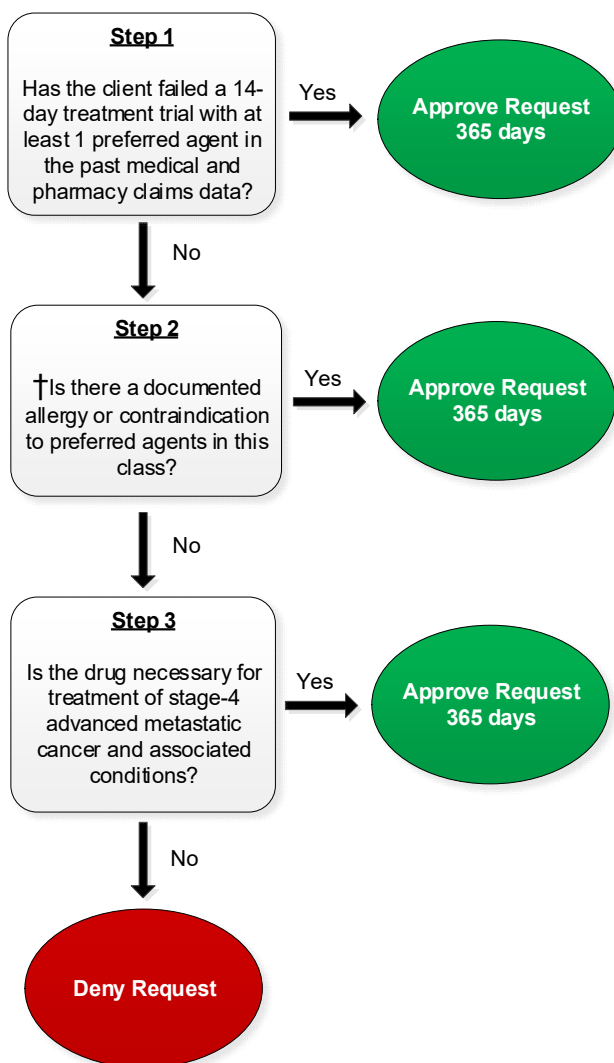 Step 1
Has the client failed a 14-
day treatment trial with at
least 1 preferred agent in
the past medical and
pharmacy claims data?
Yes
Approve Request
365 days
No
Step 2
†Is there a documented
allergy or contraindication
to preferred agents in this
class?
Yes
Approve Request
365 days
No
Step 3
Is the drug necessary for
treatment of stage-4
advanced metastatic
cancer and associated
conditions?
Yes
Approve Request
365 days
No
Deny Request